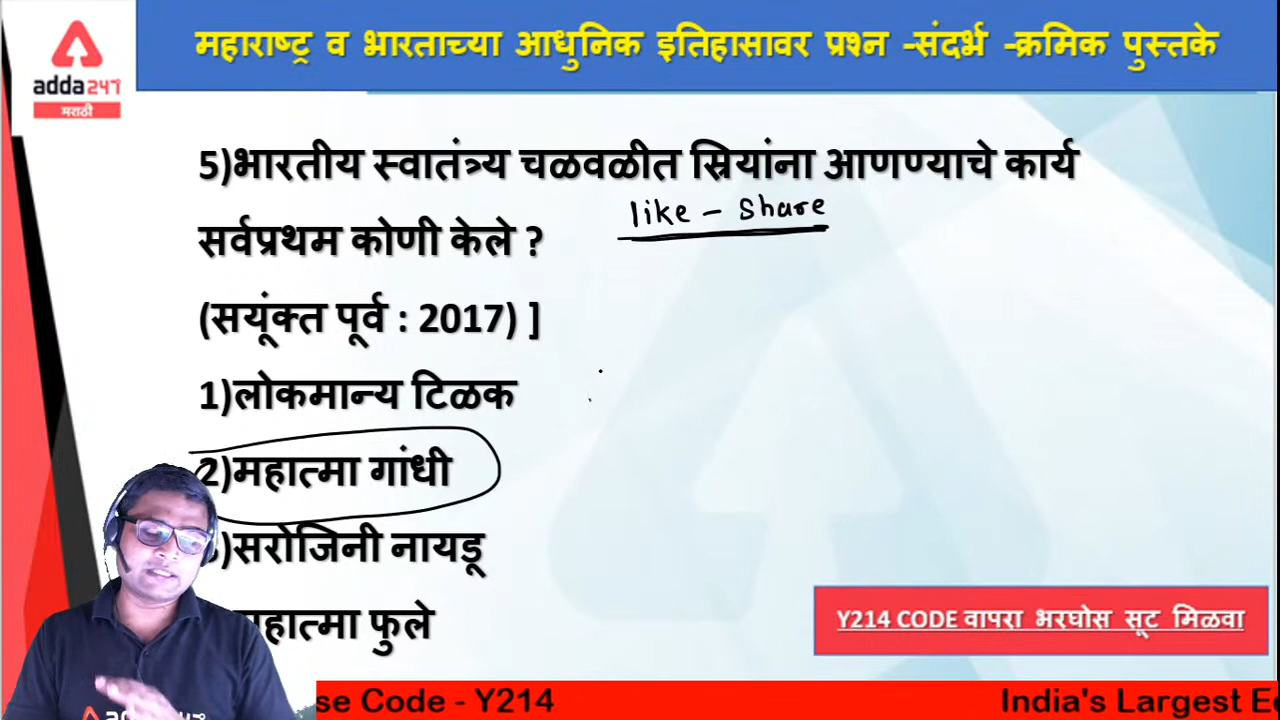 महाराष्ट्र व भारताच्या आधुनिक इतिहासावर प्रश्न -संदर्भ -क्रमिक पुस्तके
adda247
मराठी
5)भारतीय स्वातंत्र्य चळवळीत स्रियांना आणण्याचे कार्य
like - share
सर्वप्रथम कोणी केले ?
(सयूंक्त पूर्व : 2017) ]
1)लोकमान्य टिळक
2)महात्मा गांधी
)सरोजिनी नायडू
महात्मा फुले
Y214 CODE वापरा भरघोस सूट मिळवा
se Code - Y214
India's Largest